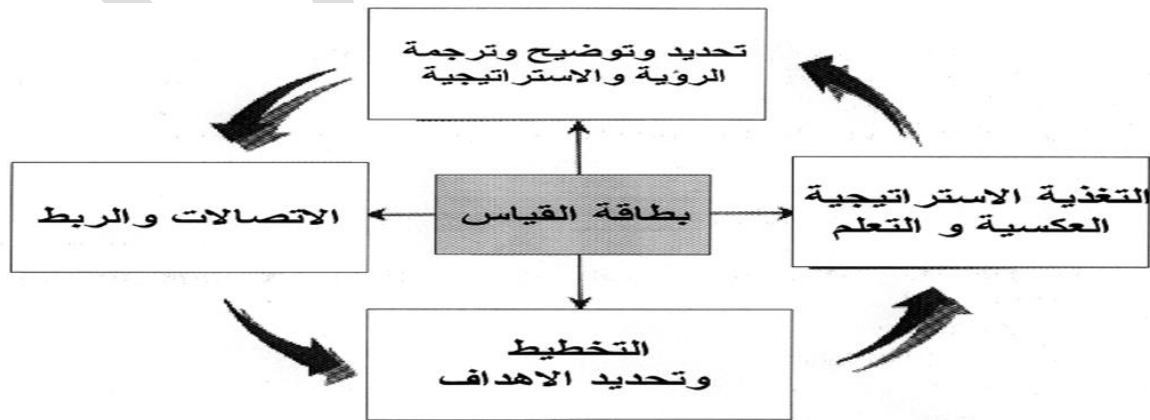 تحديد وتوضيح وترجمة
الرؤية والاستراتيجية
التغذية الاستراتيجية
العكسية و التعلم
بطاقة القياس
الاتصالات والربط
التخطيط
وتحديد الاهداف